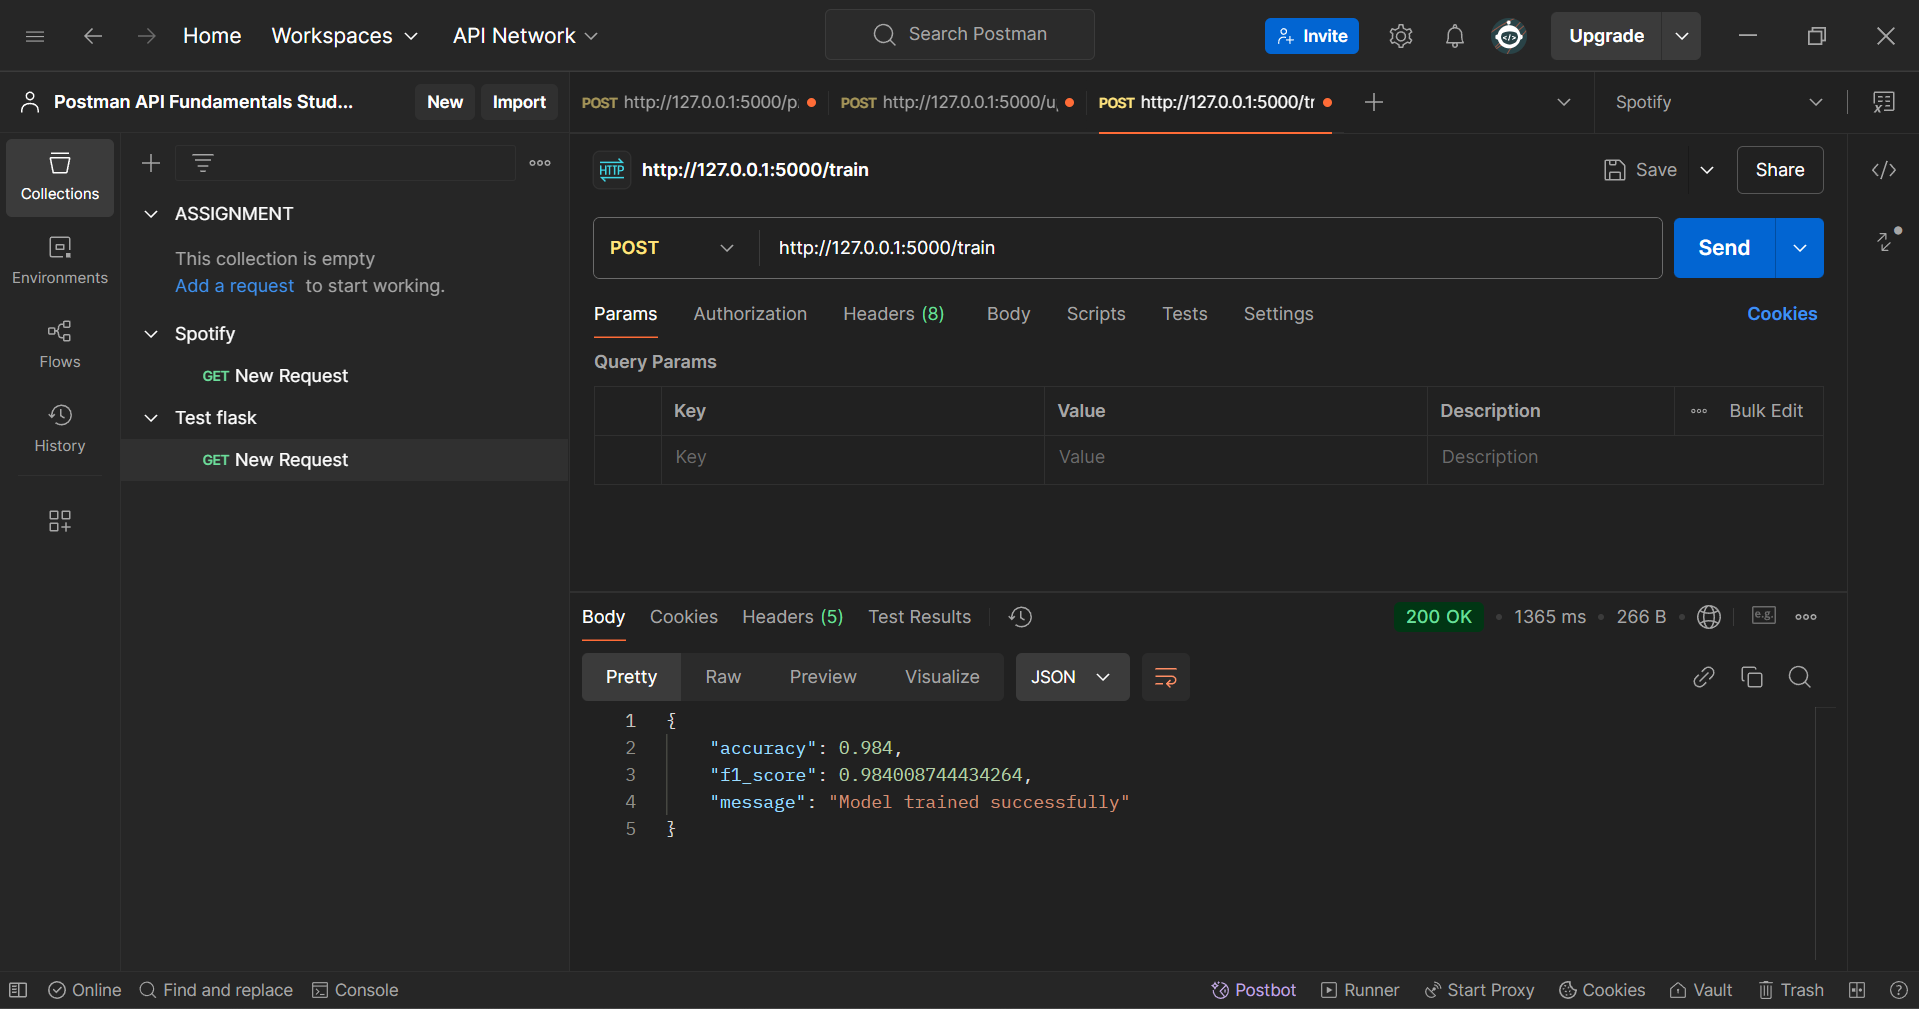 Home Workspaces API Network Search Postman Invite Upgrade
Postman API Fundamentals Stud... New Import
POST http://127.0.0.1:5000/p POST http://127.0.0.1:5000/u, POST http://127.0.0.1:5000/tr Spotify
Collections
Environments
Flows
History
ASSIGNMENT
This collection is empty
Add a request to start working.
Spotify
GET New Request
Test flask
GET New Request
HTTP http://127.0.0.1:5000/train Save Share
POST http://127.0.0.1:5000/train Send
Params Authorization Headers (8) Body Scripts Tests Settings Cookies
Query Params
Key Value Description Bulk Edit
Key Value Description
Body Cookies Headers (5) Test Results 200 OK • 1365 ms • 266 B • e.g.
Pretty Raw Preview Visualize JSON
1 {
2 "accuracy": 0.984,
3 "f1_score": 0.984008744434264,
4 "message": "Model trained successfully"
5 }
Online Find and replace Console Postbot Runner Start Proxy Cookies Vault Trash